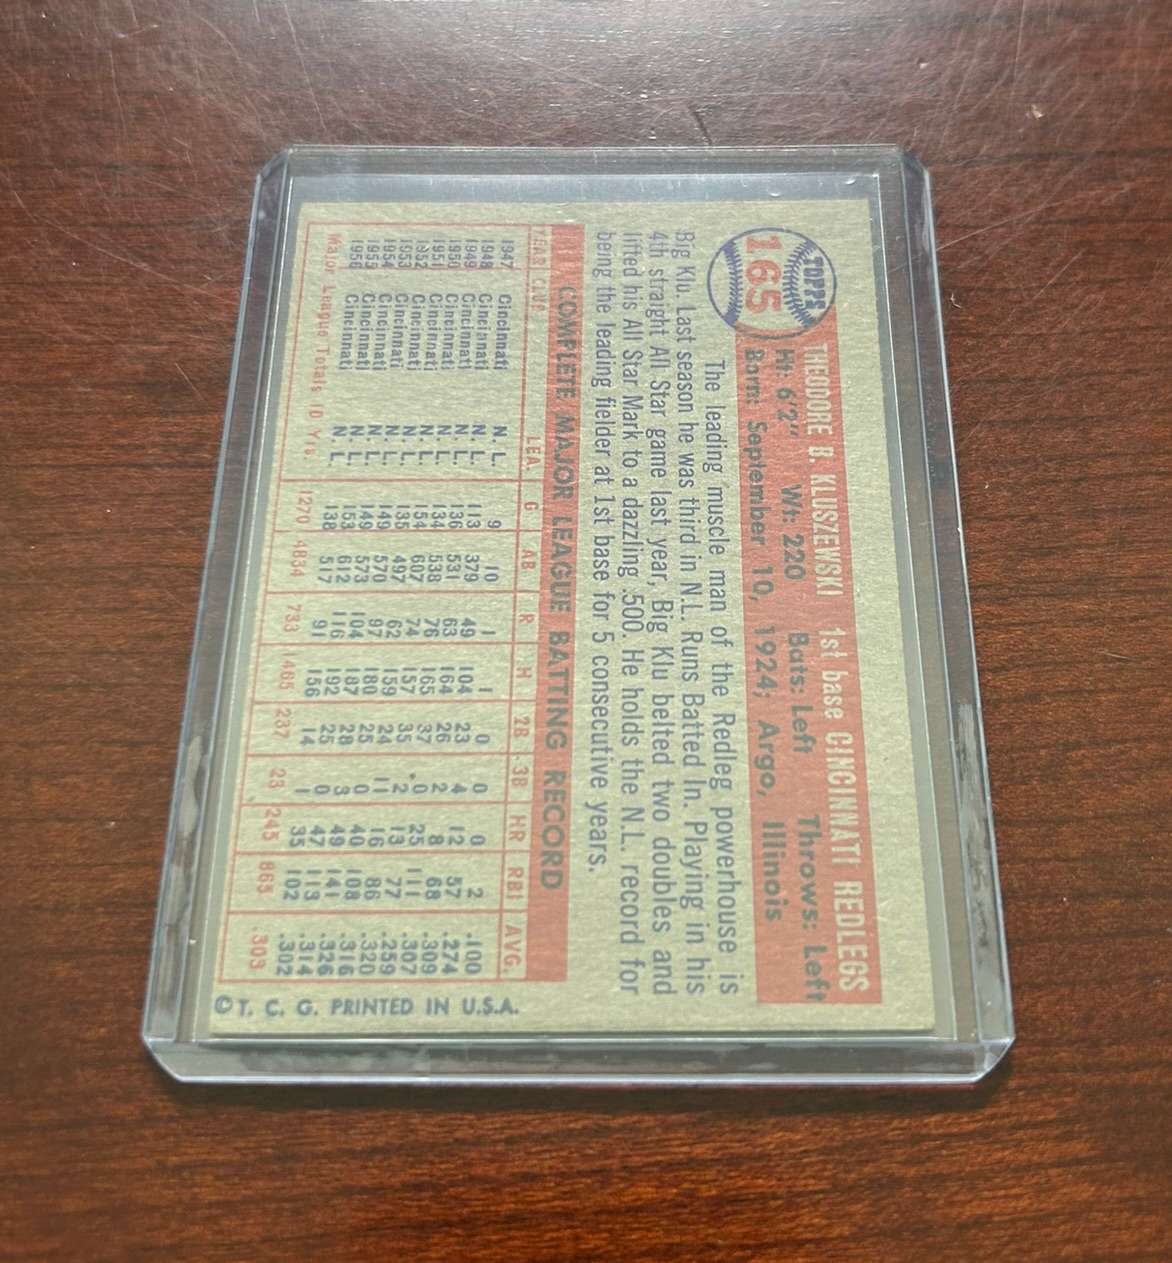 TOPPS
165
THEODORE B. KLUSZEWSKI 1st base CINCINNATI REDLEGS
Ht: 6'2" Wt: 220 Bats: Left Throws: Left
Born: September 10, 1924; Argo, Illinois
The leading muscle man of the Redleg powerhouse is
Big Klu. Last season he was third in N.L. Runs Batted In. Playing in his
4th straight All Star game last year, Big Klu belted two doubles and
lifted his All Star Mark to a dazzling .500. He holds the N.L. record for
being the leading fielder at 1st base for 5 consecutive years.
COMPLETE MAJOR LEAGUE BATTING RECORD
YEAR CLUB LEA. G AB R H 2B 3B HR RBI AVG.
1947 Cincinnati N. L. 9 10 1 1 0 0 0 2 .100
1948 Cincinnati N. L. 113 379 49 104 23 4 12 57 .274
1949 Cincinnati N. L. 136 531 63 164 26 2 8 68 .309
1950 Cincinnati N. L. 134 538 76 165 37 0 25 111 .307
1951 Cincinnati N. L. 154 607 74 157 35 2 13 77 .259
1952 Cincinnati N. L. 135 497 62 159 24 11 16 86 .320
1953 Cincinnati N. L. 149 570 97 180 25 0 40 108 .316
1954 Cincinnati N. L. 149 573 104 187 28 3 49 141 .326
1955 Cincinnati N. L. 153 612 116 192 25 0 47 113 .314
1956 Cincinnati N. L. 138 517 91 156 14 1 35 102 .302
Major League Totals 10 Yrs. 1270 4834 733 1465 237 23 245 865 .303
© T. C. G. PRINTED IN U.S.A.